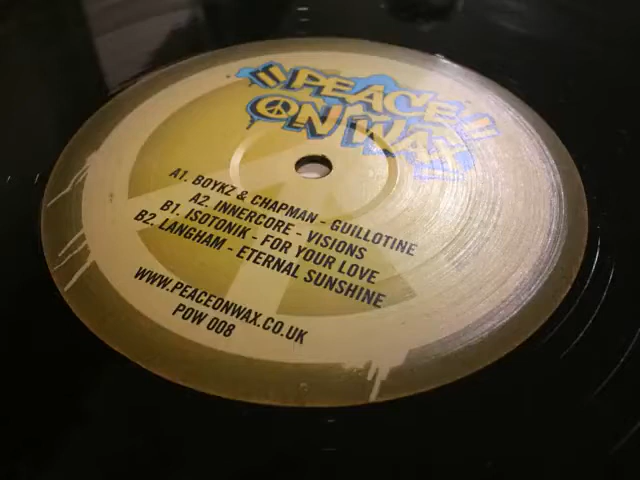 "PEACE
ON WAX"
A1. BOYKZ & CHAPMAN - GUILLOTINE
A2. INNERCORE - VISIONS
B1. ISOTONIK - FOR YOUR LOVE
B2. LANGHAM - ETERNAL SUNSHINE
WWW.PEACEONWAX.CO.UK
POW 008